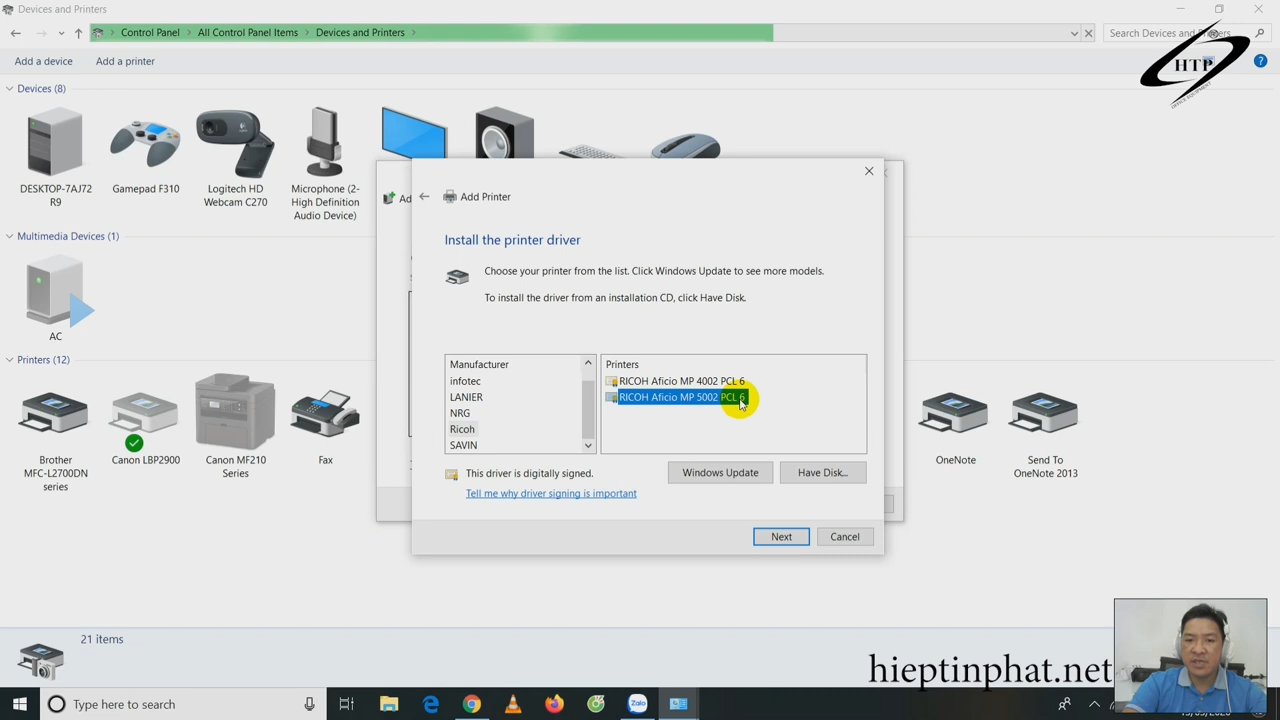 Devices and Printers
Control Panel > All Control Panel Items > Devices and Printers >
Search Devices and Printers
HTP
OFFICE EQUIPMENT
Add a device
Add a printer
Devices (8)
DESKTOP-7AJ72
R9
Gamepad F310
Logitech HD
Webcam C270
Microphone (2-
High Definition
Audio Device)
Multimedia Devices (1)
AC
Printers (12)
Brother
MFC-L2700DN
series
Canon LBP2900
Canon MF210
Series
Fax
OneNote
Send To
OneNote 2013
Ad
Add Printer
Install the printer driver
Choose your printer from the list. Click Windows Update to see more models.
To install the driver from an installation CD, click Have Disk.
Manufacturer
infotec
LANIER
NRG
Ricoh
SAVIN
Printers
RICOH Aficio MP 4002 PCL 6
RICOH Aficio MP 5002 PCL 6
This driver is digitally signed.
Tell me why driver signing is important
Windows Update
Have Disk...
Next
Cancel
21 items
hieptinphat.net
Type here to search
Zalo